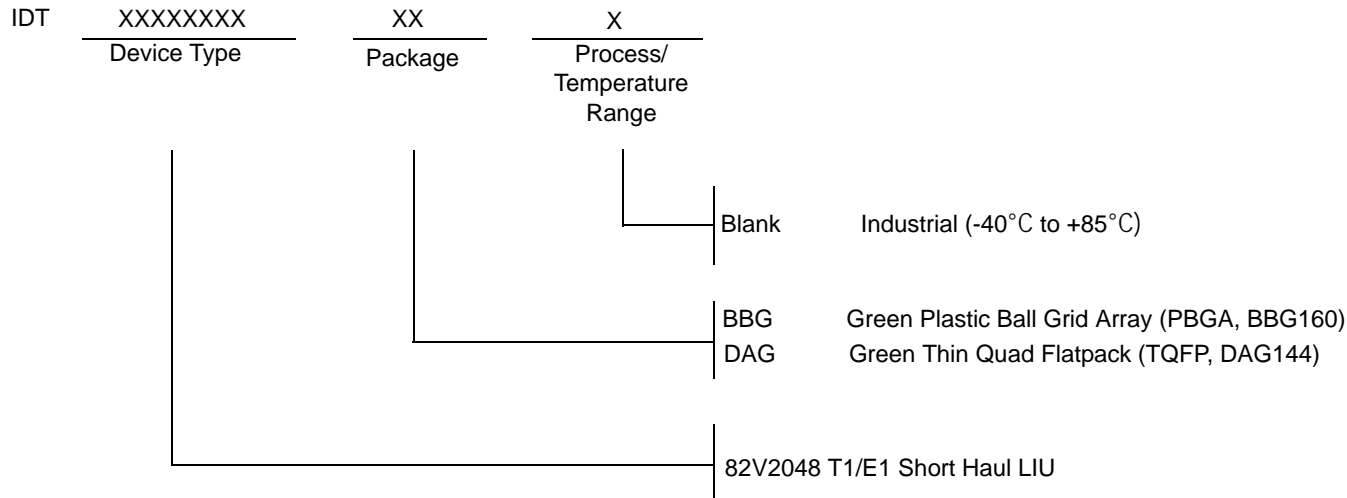 IDT XXXXXXXX XX X
Device Type Package Process/
Temperature
Range
Blank Industrial (-40°C to +85°C)
BBG Green Plastic Ball Grid Array (PBGA, BBG160)
DAG Green Thin Quad Flatpack (TQFP, DAG144)
82V2048 T1/E1 Short Haul LIU